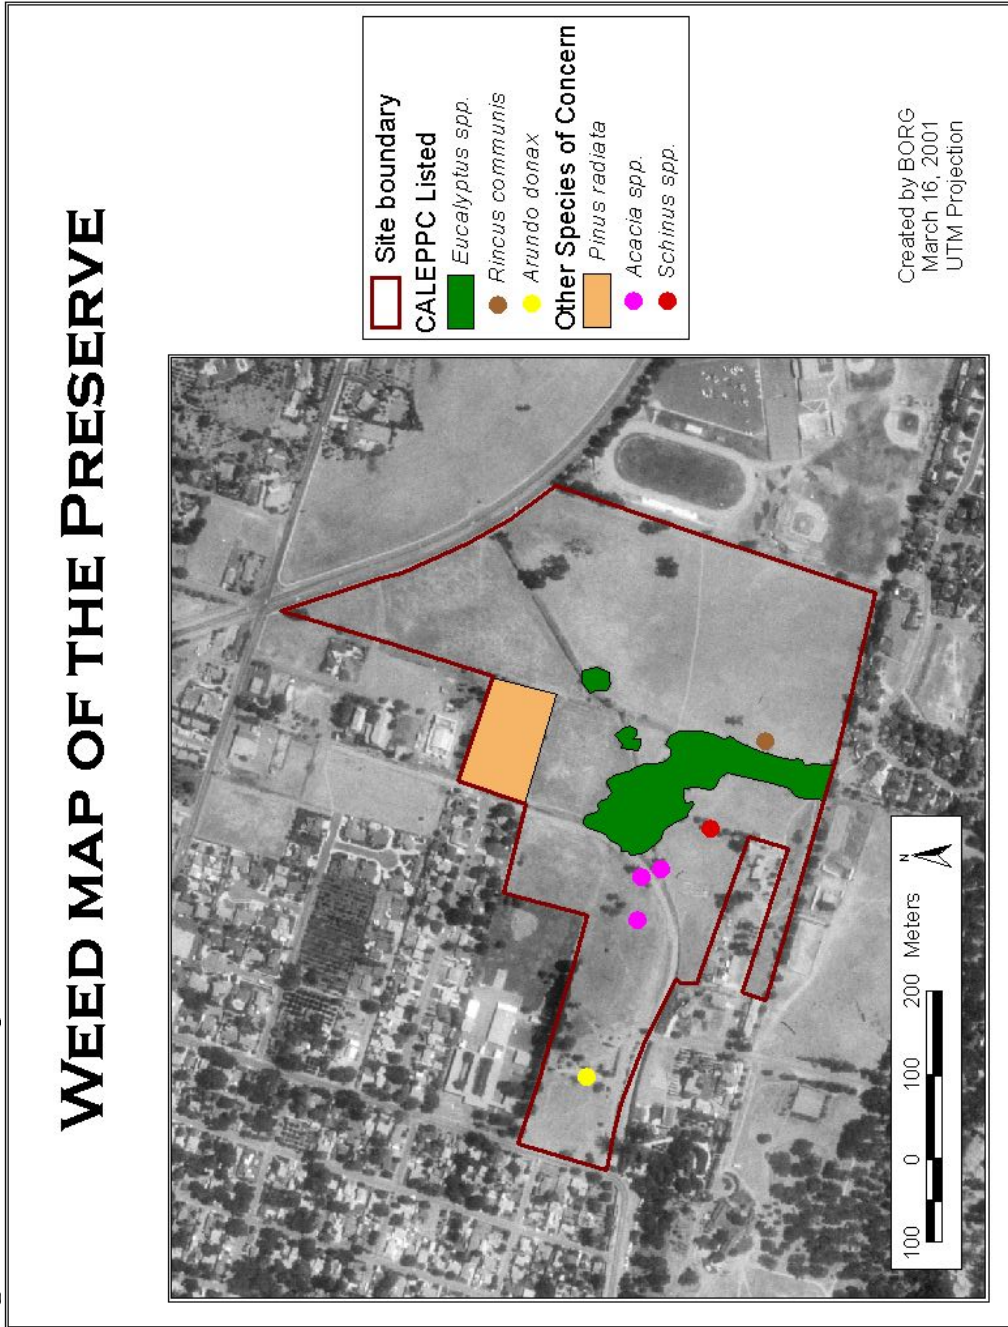 WEED MAP OF THE PRESERVE
Site boundary
CALEPPC Listed
Eucalyptus spp.
Rincus communis
Arundo donax
Other Species of Concern
Pinus radiata
Acacia spp.
Schinus spp.
N
100 0 100 200 Meters
Created by BORG
March 16, 2001
UTM Projection